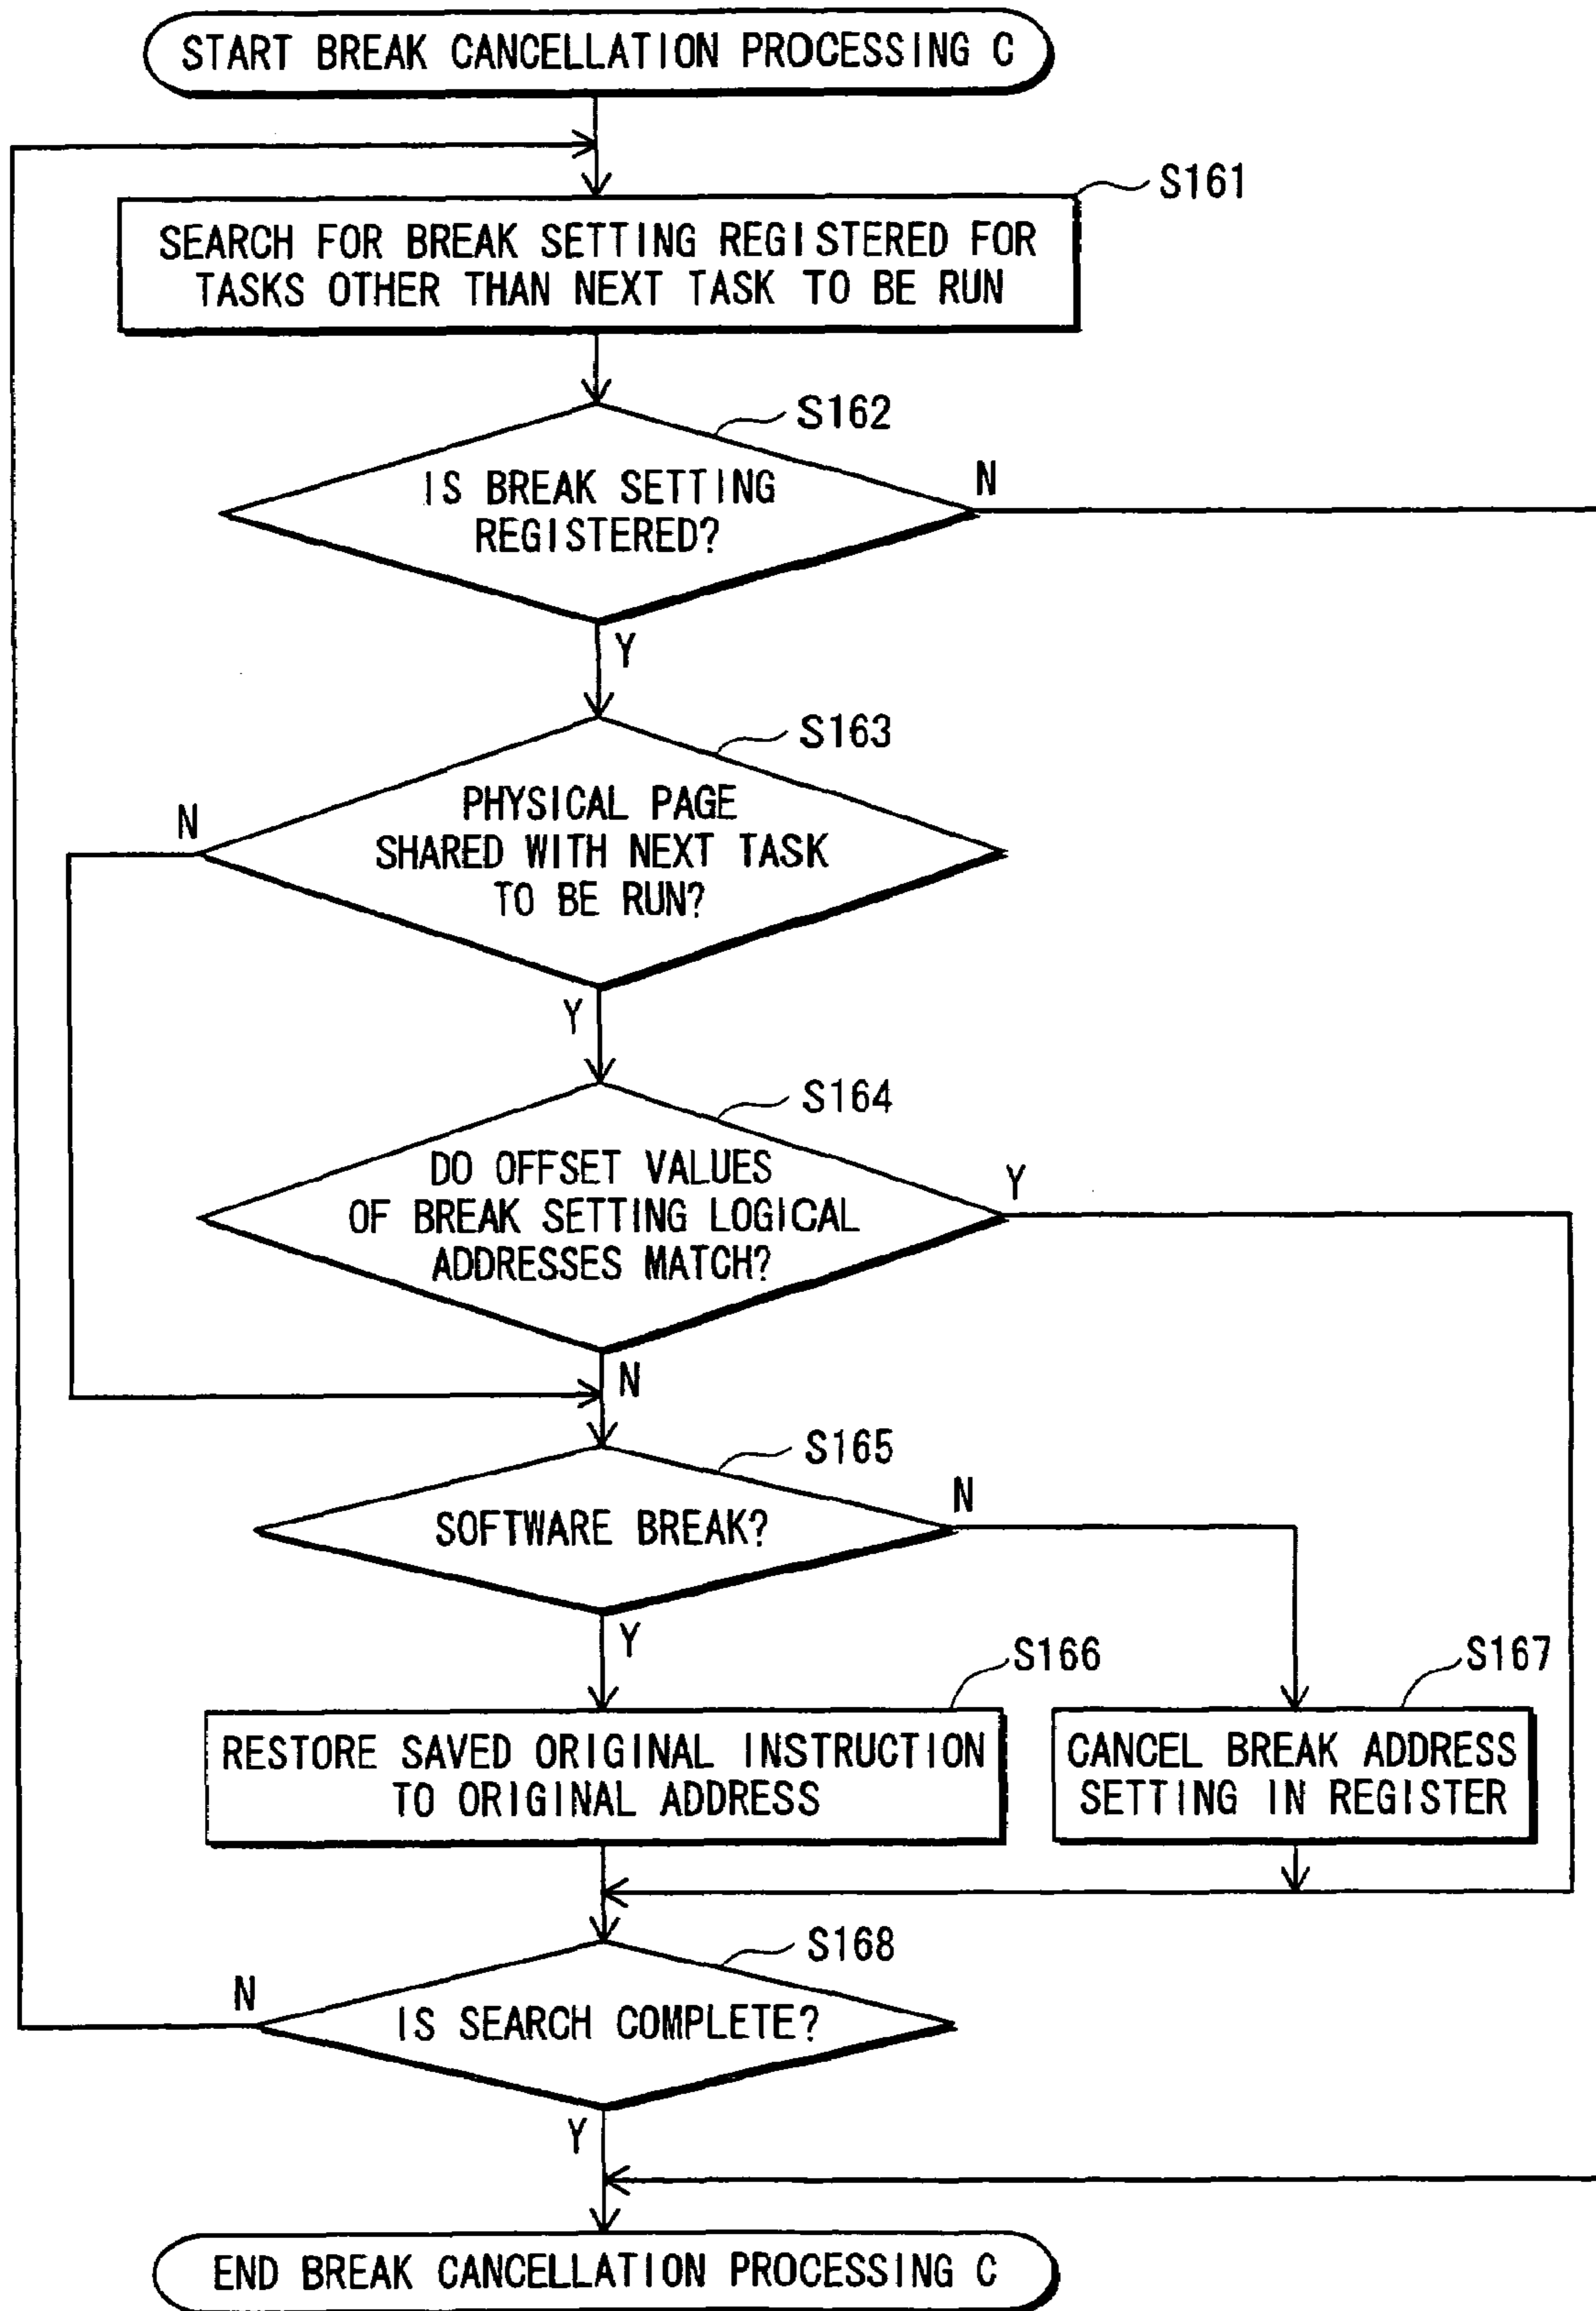 START BREAK CANCELLATION PROCESSING C
S161
SEARCH FOR BREAK SETTING REGISTERED FOR
TASKS OTHER THAN NEXT TASK TO BE RUN
S162
IS BREAK SETTING
REGISTERED?
N
Y
S163
PHYSICAL PAGE
SHARED WITH NEXT TASK
TO BE RUN?
N
Y
S164
DO OFFSET VALUES
OF BREAK SETTING LOGICAL
ADDRESSES MATCH?
Y
N
S165
SOFTWARE BREAK?
N
Y
S166
RESTORE SAVED ORIGINAL INSTRUCTION
TO ORIGINAL ADDRESS
S167
CANCEL BREAK ADDRESS
SETTING IN REGISTER
S168
IS SEARCH COMPLETE?
N
Y
END BREAK CANCELLATION PROCESSING C